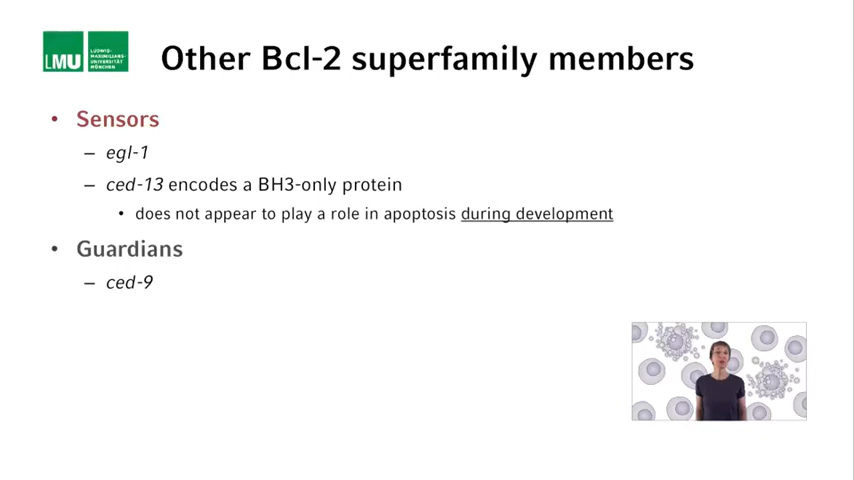 LMU
LUDWIG-
MAXIMILIANS-
UNIVERSITÄT
MÜNCHEN
Other Bcl-2 superfamily members
• Sensors
– egl-1
– ced-13 encodes a BH3-only protein
• does not appear to play a role in apoptosis during development
• Guardians
– ced-9